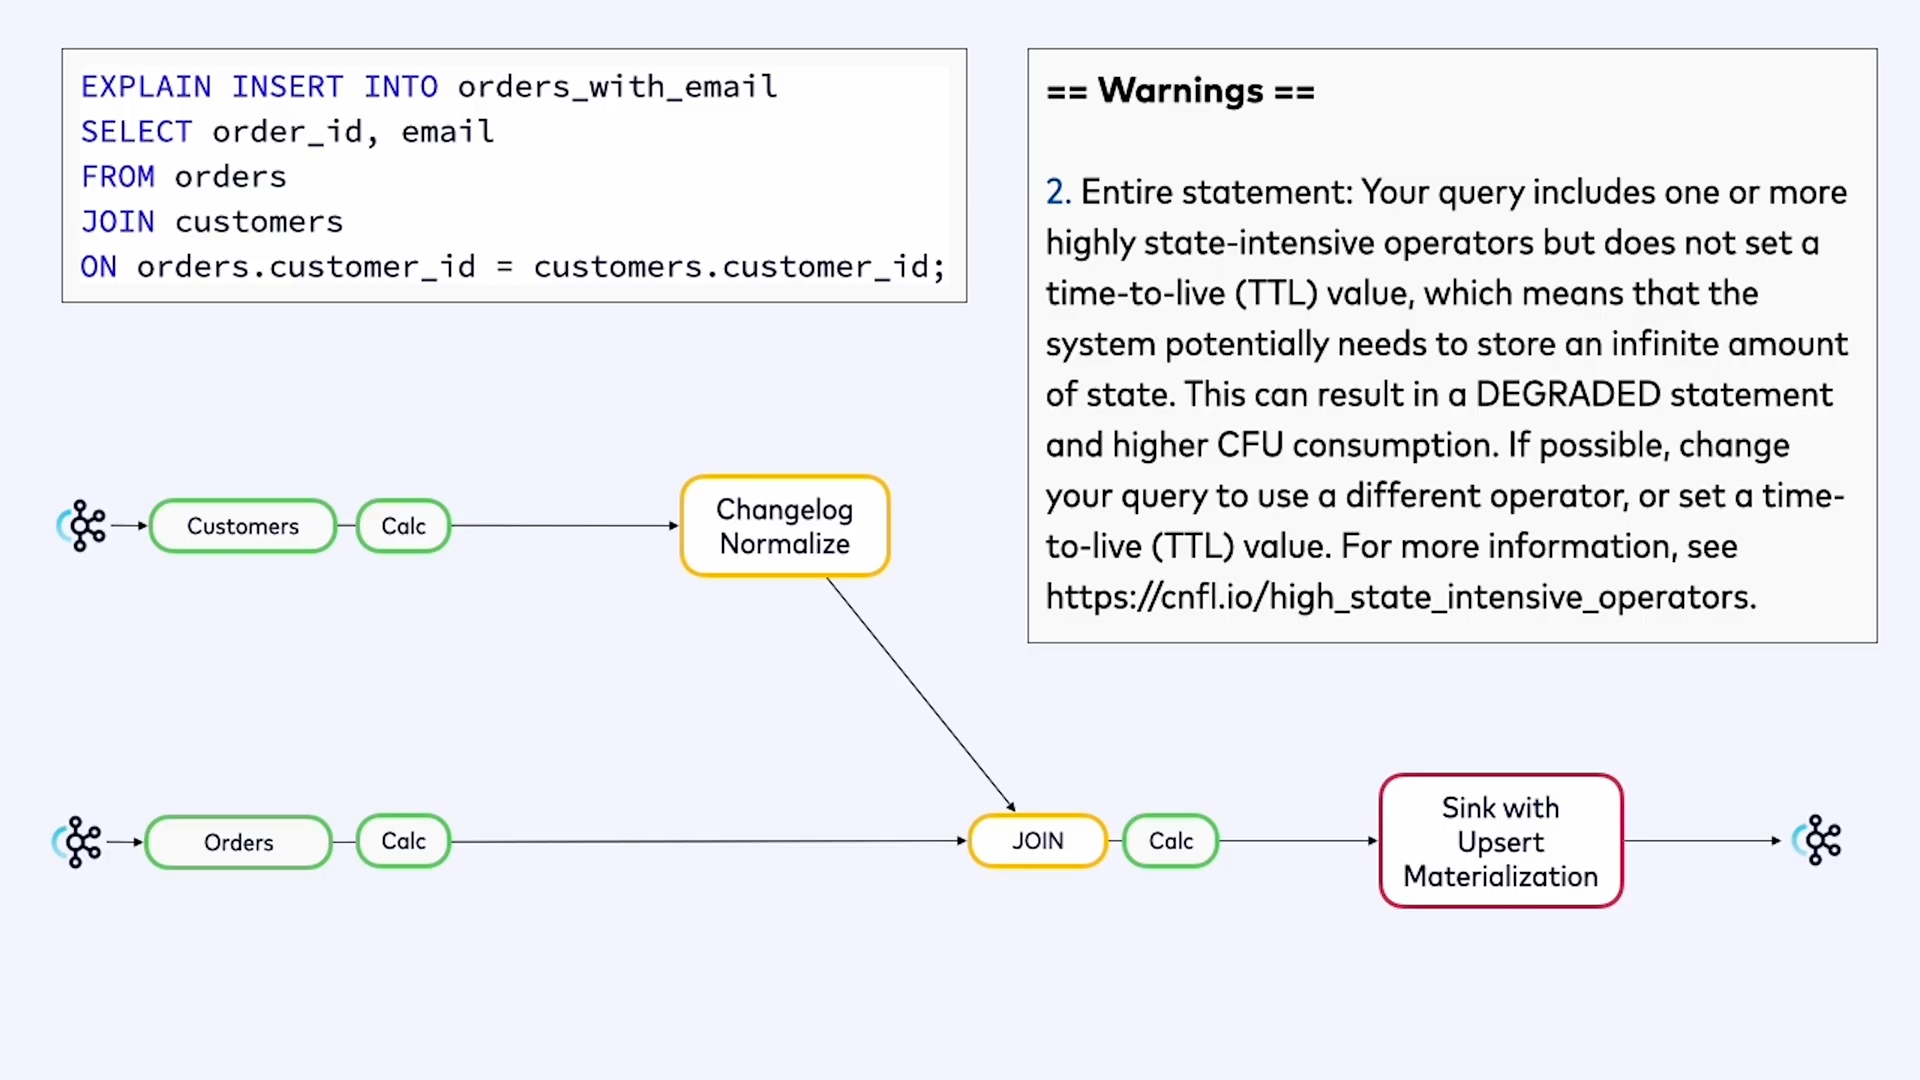 EXPLAIN INSERT INTO orders_with_email
SELECT order_id, email
FROM orders
JOIN customers
ON orders.customer_id = customers.customer_id;
== Warnings ==
2. Entire statement: Your query includes one or more
highly state-intensive operators but does not set a
time-to-live (TTL) value, which means that the
system potentially needs to store an infinite amount
of state. This can result in a DEGRADED statement
and higher CFU consumption. If possible, change
your query to use a different operator, or set a time-
to-live (TTL) value. For more information, see
https://cnfl.io/high_state_intensive_operators.
Customers
Calc
Changelog
Normalize
Orders
Calc
JOIN
Calc
Sink with
Upsert
Materialization